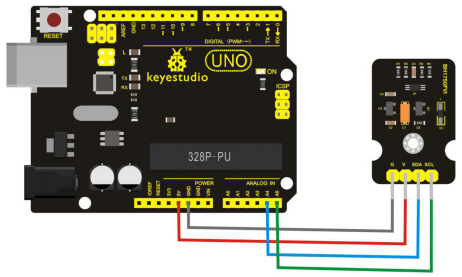 RESET
AREF
GND
13
12
~11
~10
~9
8
7
~6
~5
4
~3
2
TX→1
RX←0
DIGITAL (PWM~)
L
TX
RX
keyestudio
UNO
ON
ICSP
328P-PU
IOREF
RESET
3V3
5V
GND
GND
VIN
POWER
ANALOG IN
A0
A1
A2
A3
A4
A5
BH1750FVI
G V SDA SCL